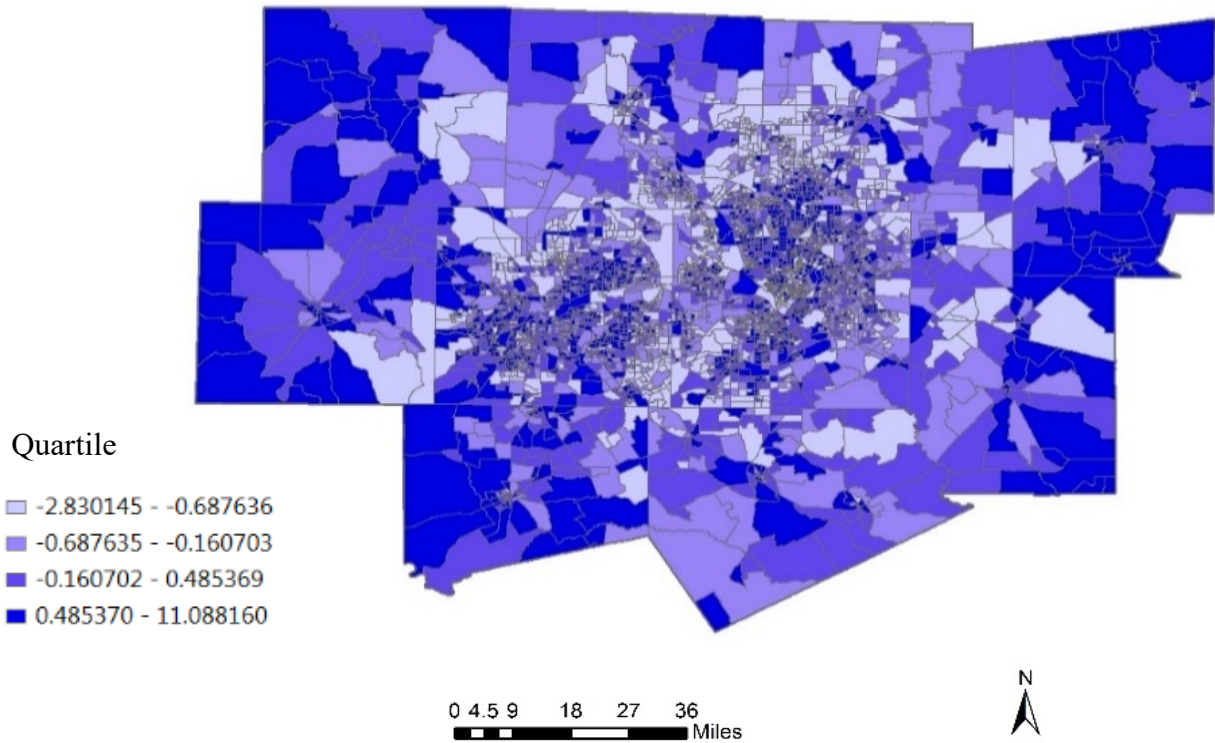 Quartile
-2.830145 - -0.687636
-0.687635 - -0.160703
-0.160702 - 0.485369
0.485370 - 11.088160
0 4.5 9 18 27 36
Miles
N